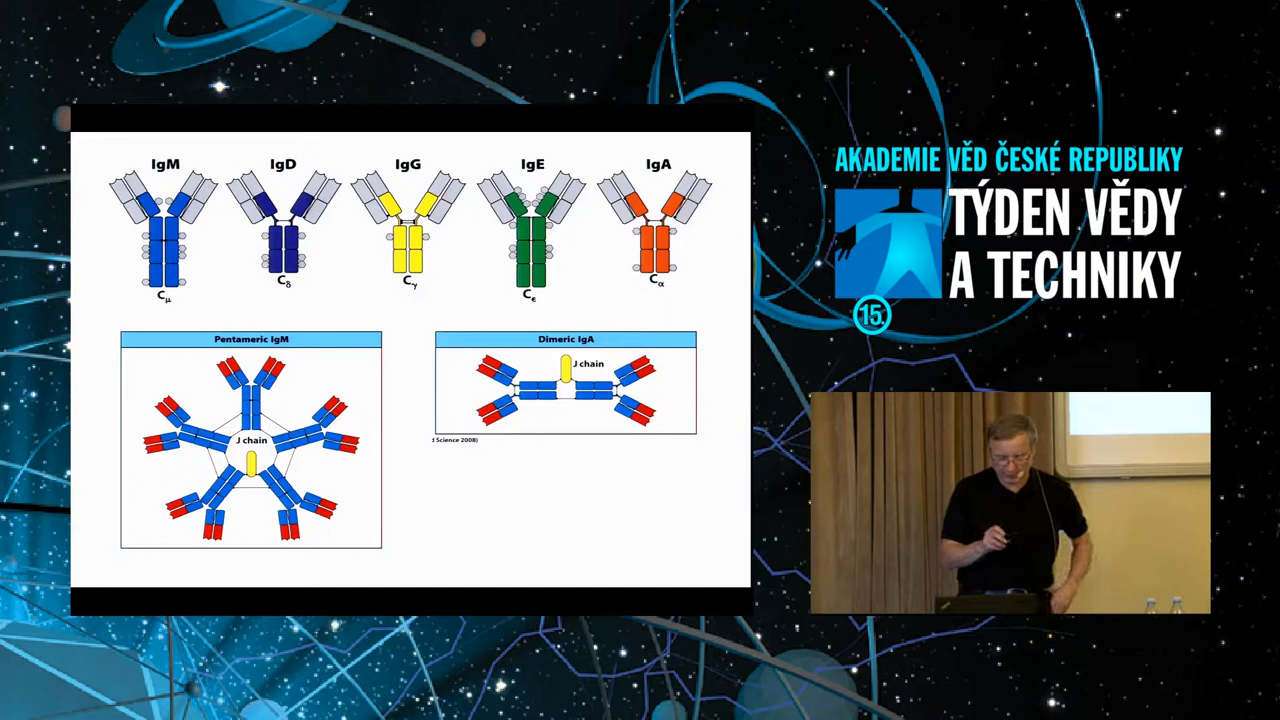 IgM
IgD
IgG
IgE
IgA
Cμ
Cδ
Cγ
Cε
Cα
Pentameric IgM
J chain
Dimeric IgA
J chain
Science 2008)
AKADEMIE VĚD ČESKÉ REPUBLIKY
TÝDEN VĚDY
A TECHNIKY
15.